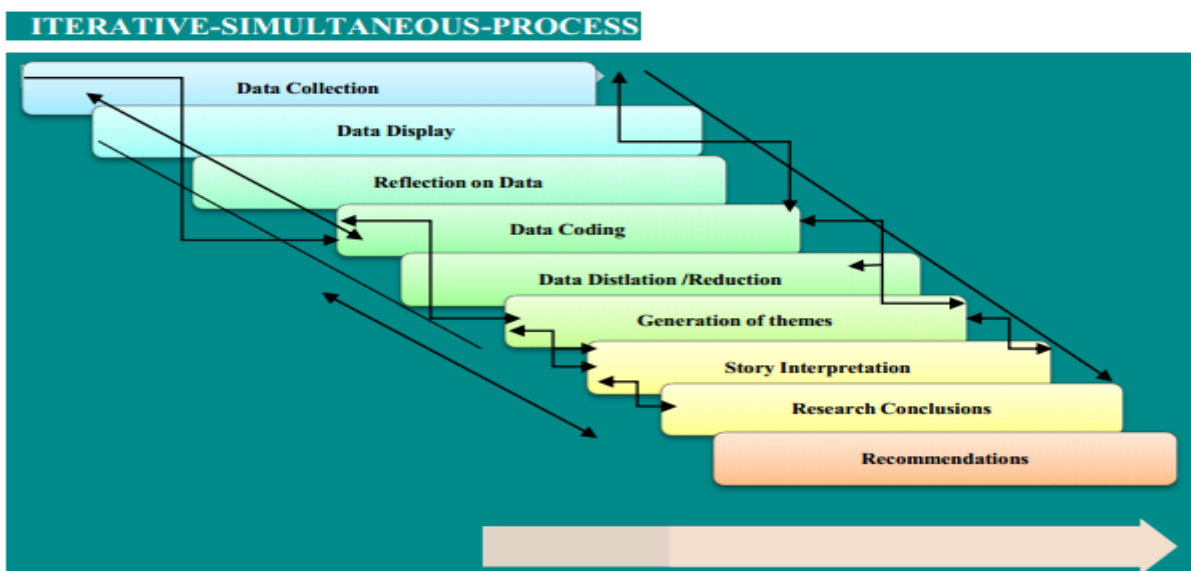 ITERATIVE-SIMULTANEOUS-PROCESS
Data Collection
Data Display
Reflection on Data
Data Coding
Data Distlation /Reduction
Generation of themes
Story Interpretation
Research Conclusions
Recommendations